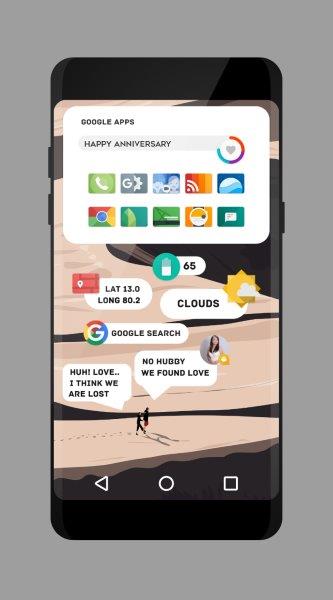 GOOGLE APPS
HAPPY ANNIVERSARY
65
LAT 13.0
LONG 80.2
CLOUDS
GOOGLE SEARCH
NO HUBBY
WE FOUND LOVE
HUH! LOVE..
I THINK WE
ARE LOST